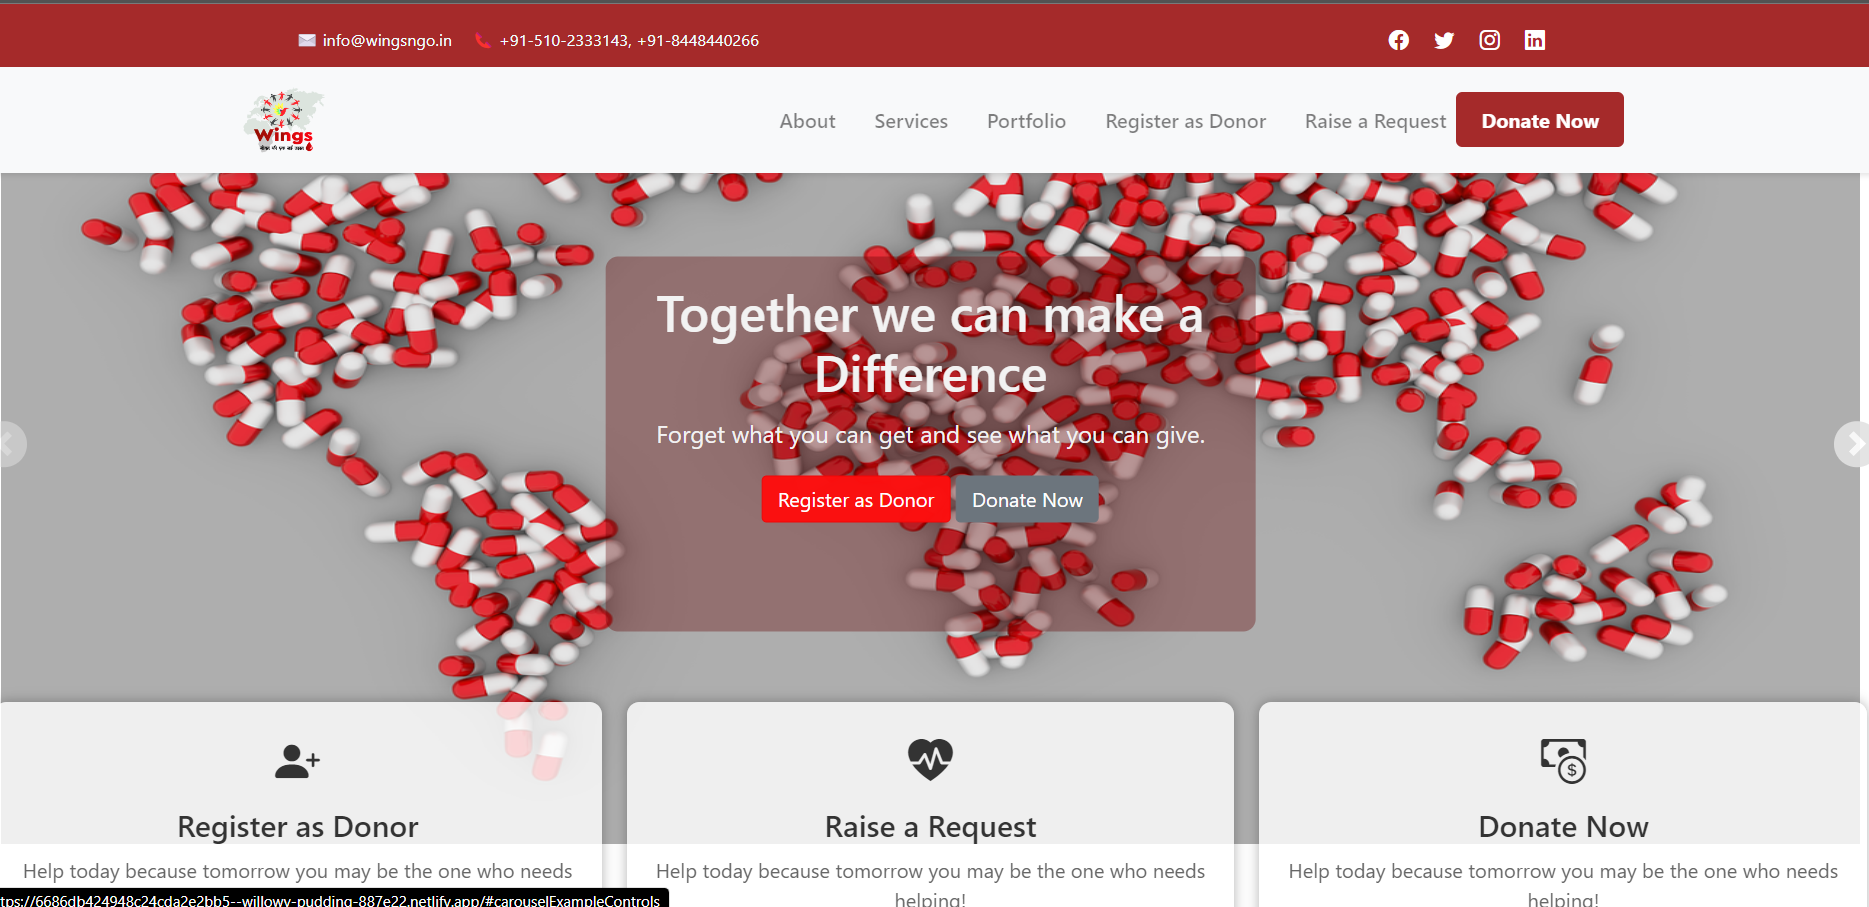 info@wingsngo.in +91-510-2333143, +91-8448440266
Wings
About Services Portfolio Register as Donor Raise a Request Donate Now
Together we can make a
Difference
Forget what you can get and see what you can give.
Register as Donor Donate Now
Register as Donor
Help today because tomorrow you may be the one who needs
Raise a Request
Help today because tomorrow you may be the one who needs
helping!
Donate Now
Help today because tomorrow you may be the one who needs
helping!
tps://6686db424948c24cda2e2bb5--willowy-pudding-887e22.netlify.app/#carouselExampleControls